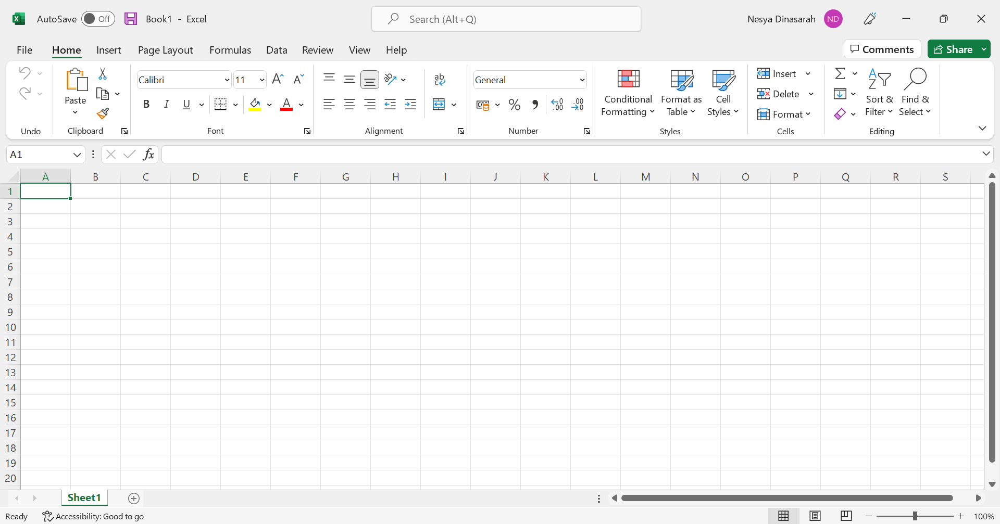 AutoSave Off Book1 - Excel Search (Alt+Q) Nesya Dinasarah ND
File Home Insert Page Layout Formulas Data Review View Help Comments Share
Calibri 11 General
Paste
Conditional Formatting
Format as Table
Cell Styles
Insert
Delete
Format
Sort & Filter
Find & Select
Undo Clipboard Font Alignment Number Styles Cells Editing
A1
A B C D E F G H I J K L M N O P Q R S
1
2
3
4
5
6
7
8
9
10
11
12
13
14
15
16
17
18
19
20
Sheet1
Ready Accessibility: Good to go 100%